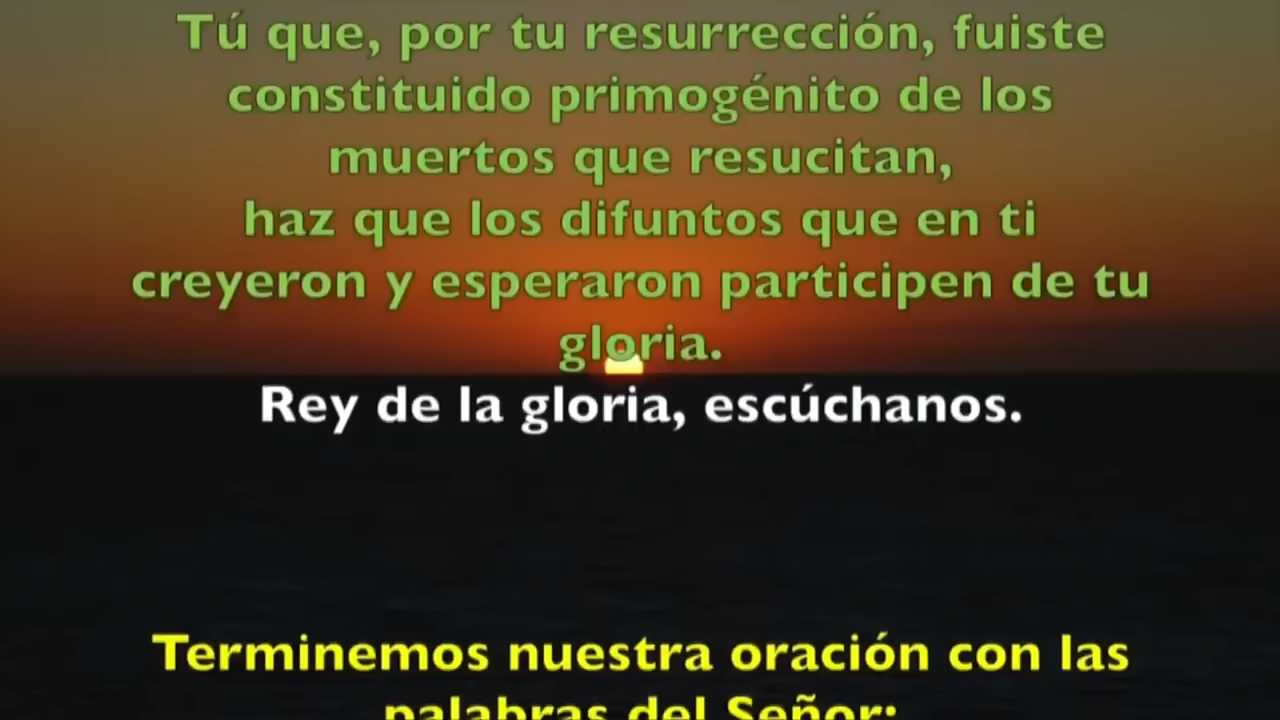 Tú que, por tu resurrección, fuiste
constituido primogénito de los
muertos que resucitan,
haz que los difuntos que en ti
creyeron y esperaron participen de tu
gloria.
Rey de la gloria, escúchanos.
Terminemos nuestra oración con las
palabras del Señor: